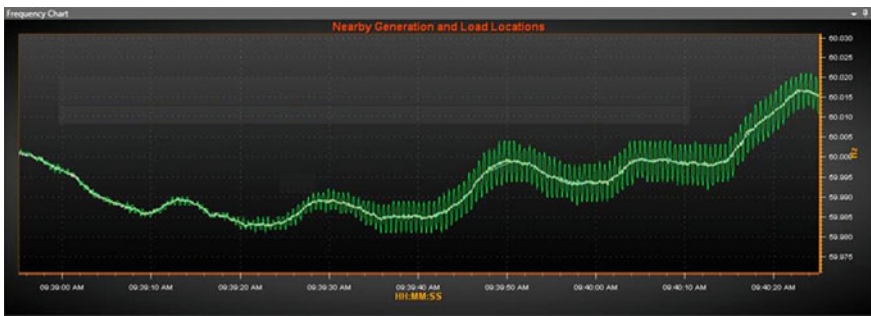 Frequency Chart
Nearby Generation and Load Locations
60.030
60.025
60.020
60.015
60.010
60.005
60.000
59.995
59.990
59.985
59.980
59.975
Hz
09:39:00 AM
09:39:10 AM
09:39:20 AM
09:39:30 AM
09:39:40 AM
09:39:50 AM
09:40:00 AM
09:40:10 AM
09:40:20 AM
HH:MM:SS